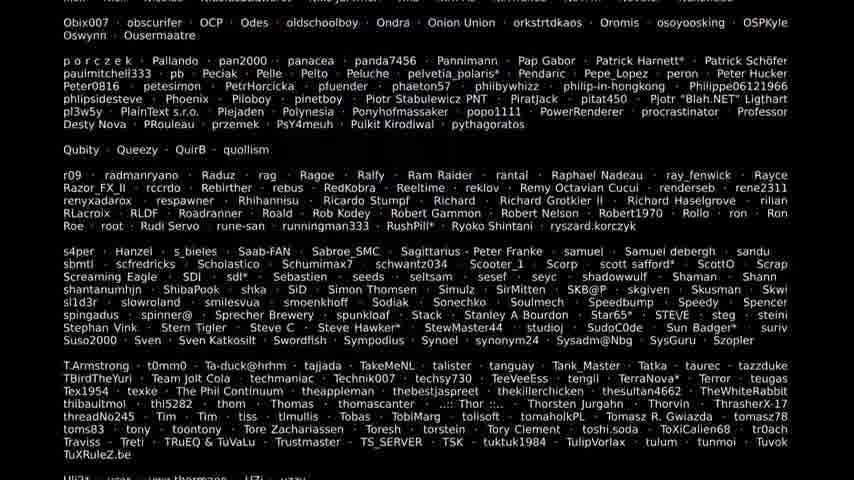 Obix007 · obscurifer · OCP · Odes · oldschoolboy · Ondra · Onion Union · orkstrtdkaos · Oromis · osoyoosking · OSPKyle
Oswynn · Ousermaatre
p o r c z e k · Pallando · pan2000 · panacea · panda7456 · Pannimann · Pap Gabor · Patrick Harnett* · Patrick Schöfer
paulmitchell333 · pb · Peciak · Pelle · Pelto · Peluche · pelvetia_polaris* · Pendaric · Pepe_Lopez · peron · Peter Hucker
Peter0816 · petesimon · PetrHorcicka · pfuender · phaeton57 · philbywhizz · philip-in-hongkong · Philippe06121966
phlipsidesteve · Phoenix · Piloboy · pinetboy · Piotr Stabulewicz PNT · PiratJack · pitat450 · Pjotr "Blah.NET" Ligthart
pl3w5y · PlainText s.r.o. · Plejaden · Polynesia · Ponyhofmassaker · popo1111 · PowerRenderer · procrastinator · Professor
Desty Nova · PRouleau · przemek · PsY4meuh · Pulkit Kirodiwal · pythagoratos
Qubity · Queezy · QuirB · quollism
r09 · radmanryano · Raduz · rag · Ragoe · Ralfy · Ram Raider · rantal · Raphael Nadeau · ray_fenwick · Rayce
Razor_FX_II · rccrdo · Rebirther · rebus · RedKobra · Reeltime · reklov · Remy Octavian Cucui · renderseb · rene2311
renyxadarox · respawner · Rhihannisu · Ricardo Stumpf · Richard · Richard Grotkier II · Richard Haselgrove · rilian
RLacroix · RLDF · Roadranner · Roald · Rob Kodey · Robert Gammon · Robert Nelson · Robert1970 · Rollo · ron · Ron
Roe · root · Rudi Servo · rune-san · runningman333 · RushPill* · Ryoko Shintani · ryszard.korczyk
s4per · Hanzel · s_bieles · Saab-FAN · Sabroe_SMC · Sagittarius - Peter Franke · samuel · Samuel debergh · sandu
sbmtl · scfredricks · Scholastico · Schumimax7 · schwantz034 · Scooter_1 · Scorp · scott safford* · ScottO · Scrap
Screaming Eagle · SDI · sdl* · Sebastien · seeds · seltsam · sesef · seyc · shadowwulf · Shaman · Shann
shantanumhjn · ShibaPook · shka · SiD · Simon Thomsen · Simulz · SirMitten · SKB@P · skgiven · Skusman · Skwi
sl1d3r · slowroland · smilesvua · smoenkhoff · Sodiak · Sonechko · Soulmech · Speedbump · Speedy · Spencer
spingadus · spinner@ · Sprecher Brewery · spunkloaf · Stack · Stanley A Bourdon · Star65* · STE\/E · steg · steini
Stephan Vink · Stern Tigler · Steve C · Steve Hawker* · StewMaster44 · studioj · SudoC0de · Sun Badger* · suriv
Suso2000 · Sven · Sven Katkosilt · Swordfish · Sympodius · Synoel · synonym24 · Sysadm@Nbg · SysGuru · Szopler
T.Armstrong · t0mm0 · Ta-duck@hrhm · tajjada · TakeMeNL · talister · tanguay · Tank_Master · Tatka · taurec · tazzduke
TBirdTheYuri · Team Jolt Cola · techmaniac · Technik007 · techsy730 · TeeVeeEss · tengil · TerraNova* · Terror · teugas
Tex1954 · texke · The Phil Continuum · theappleman · thebestjaspreet · thekillerchicken · thesultan4662 · TheWhiteRabbit
thibaultmol · thl5282 · thom · Thomas · thomascanter · ..:: Thor ::.. · Thorsten Jurgahn · Thorvin · ThrasherX-17
threadNo245 · Tim · Tim · tiss · tlmullis · Tobas · TobiMarg · tolisoft · tomaholkPL · Tomasz R. Gwiazda · tomasz78
toms83 · tony · toontony · Tore Zachariassen · Toresh · torstein · Tory Clement · toshi.soda · ToXiCalien68 · tr0ach
Traviss · Treti · TRuEQ & TuVaLu · Trustmaster · TS_SERVER · TSK · tuktuk1984 · TulipVorlax · tulum · tunmoi · Tuvok
TuXRuleZ.be